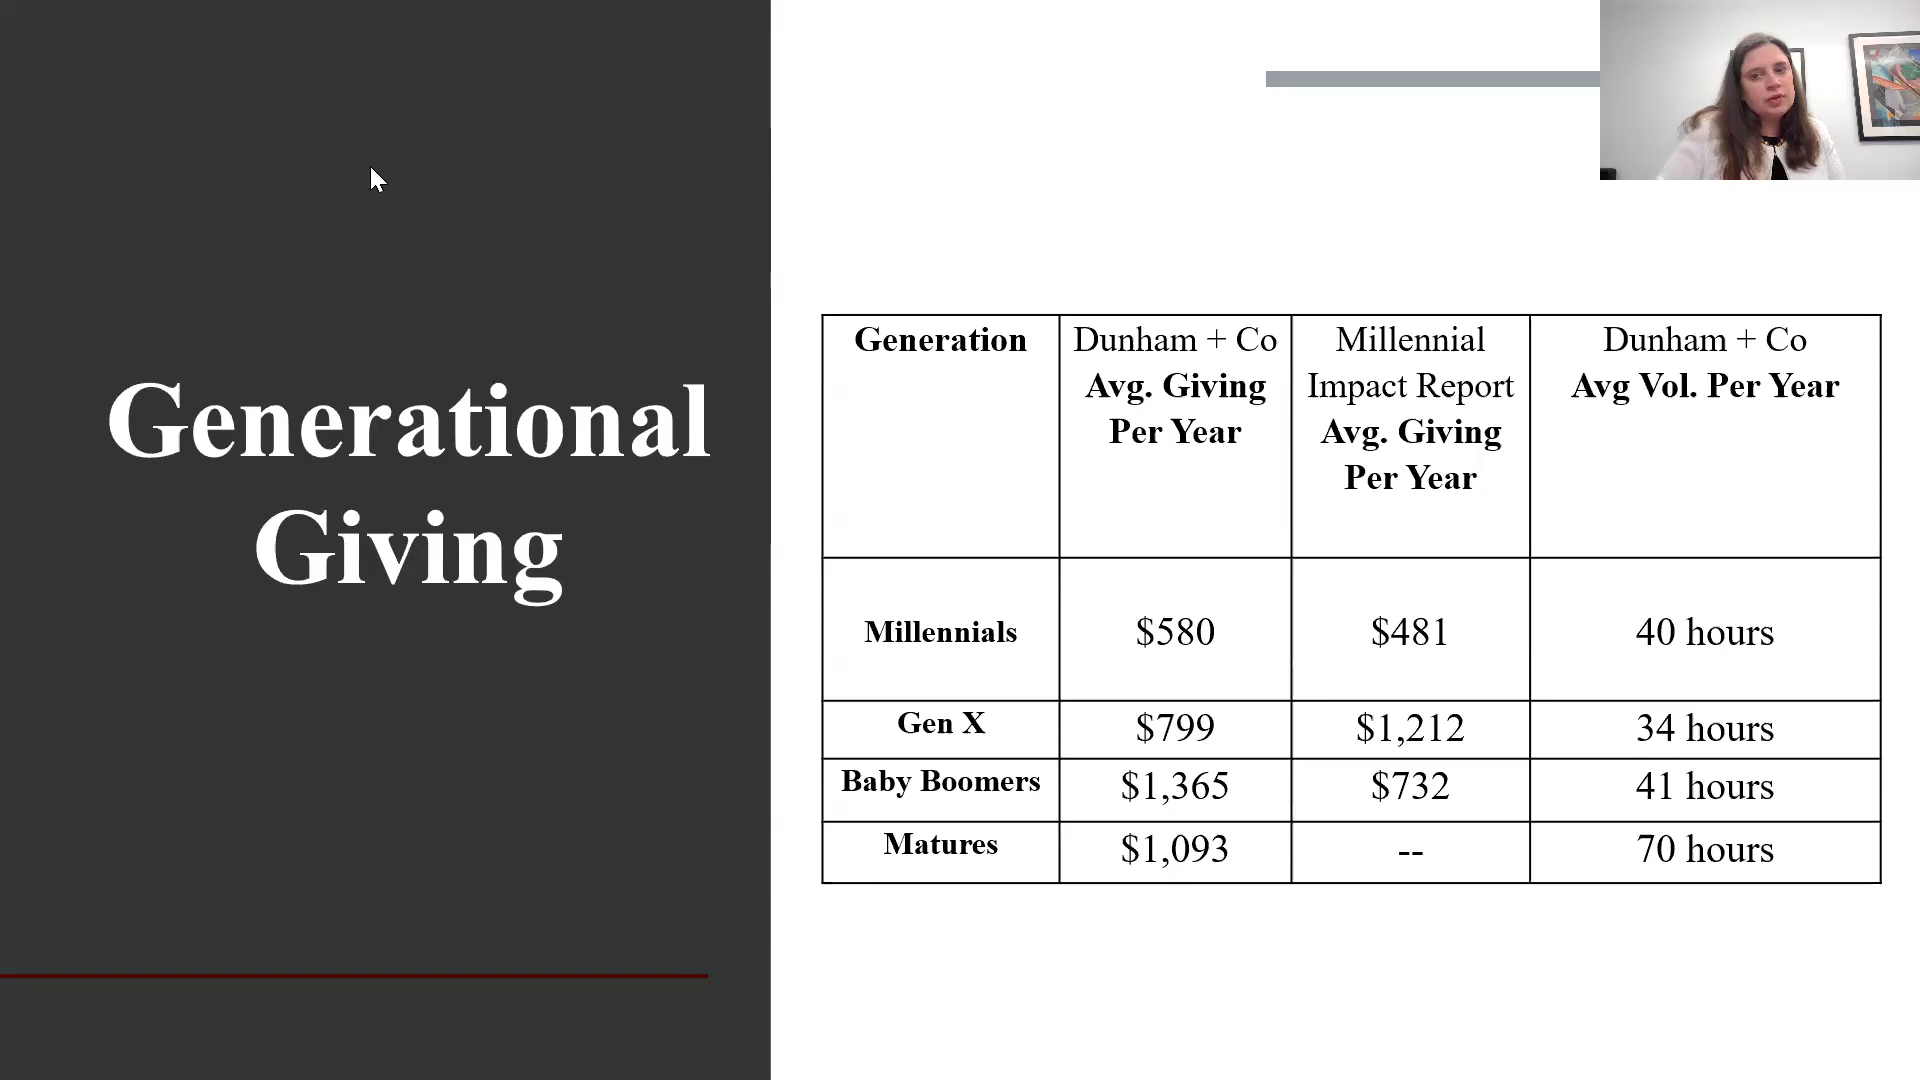 Generational
Giving
Generation
Dunham + Co
Avg. Giving
Per Year
Millennial
Impact Report
Avg. Giving
Per Year
Dunham + Co
Avg Vol. Per Year
Millennials $580 $481 40 hours
Gen X $799 $1,212 34 hours
Baby Boomers $1,365 $732 41 hours
Matures $1,093 -- 70 hours